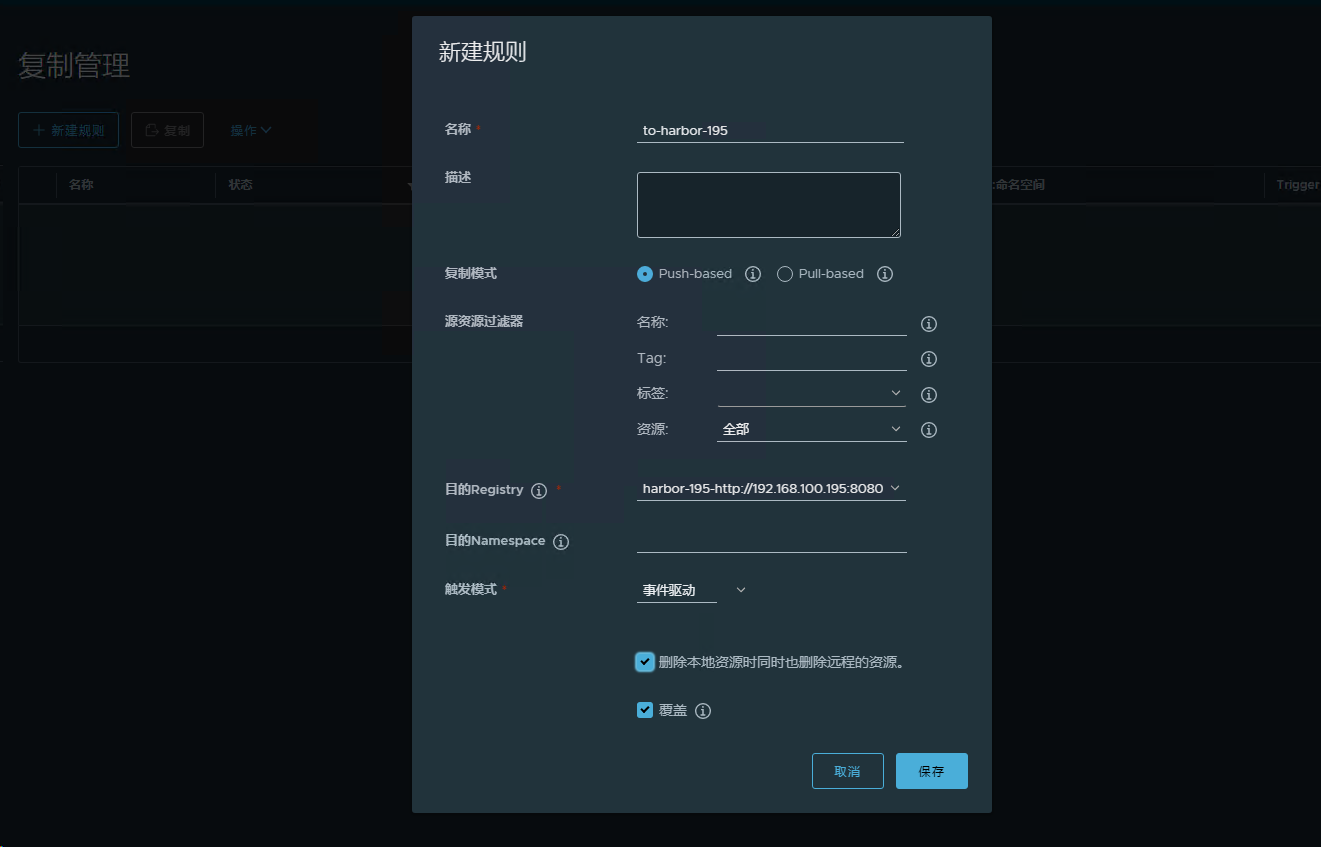 复制管理
新建规则
复制
操作
名称
状态
命名空间
Trigger
新建规则
名称 *
to-harbor-195
描述
复制模式
Push-based
Pull-based
源资源过滤器
名称:
Tag:
标签:
资源:
全部
目的Registry *
harbor-195-http://192.168.100.195:8080
目的Namespace
触发模式 *
事件驱动
删除本地资源时同时也删除远程的资源。
覆盖
取消
保存